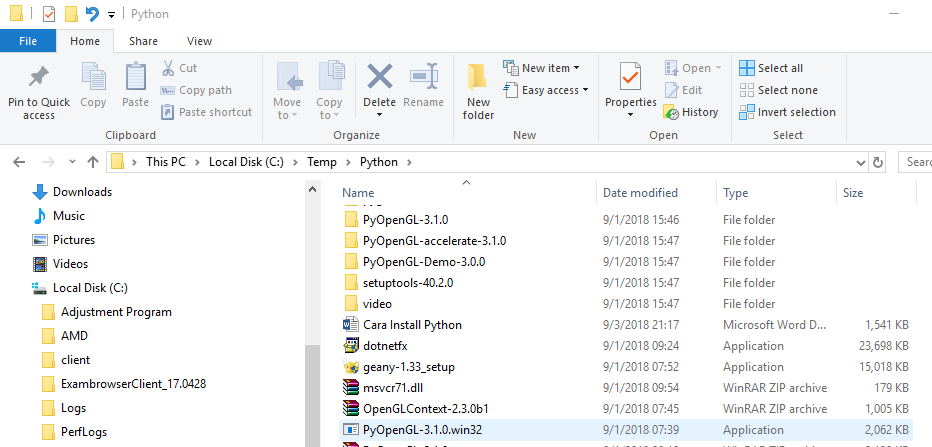 Python
File Home Share View
Pin to Quick access
Copy
Paste
Cut
Copy path
Paste shortcut
Clipboard
Move to
Copy to
Delete
Rename
Organize
New folder
New item
Easy access
New
Properties
Open
Edit
History
Open
Select all
Select none
Invert selection
Select
This PC > Local Disk (C:) > Temp > Python >
Searc
Downloads
Music
Pictures
Videos
Local Disk (C:)
Adjustment Program
AMD
client
ExambrowserClient_17.0428
Logs
PerfLogs
Name Date modified Type Size
PyOpenGL-3.1.0 9/1/2018 15:46 File folder
PyOpenGL-accelerate-3.1.0 9/1/2018 15:47 File folder
PyOpenGL-Demo-3.0.0 9/1/2018 15:47 File folder
setuptools-40.2.0 9/1/2018 15:47 File folder
video 9/1/2018 15:47 File folder
Cara Install Python 9/3/2018 21:17 Microsoft Word D... 1,541 KB
dotnetfx 9/1/2018 09:24 Application 23,698 KB
geany-1.33_setup 9/1/2018 07:52 Application 15,018 KB
msvcr71.dll 9/1/2018 09:54 WinRAR ZIP archive 179 KB
OpenGLContext-2.3.0b1 9/1/2018 07:45 WinRAR ZIP archive 1,005 KB
PyOpenGL-3.1.0.win32 9/1/2018 07:39 Application 2,062 KB